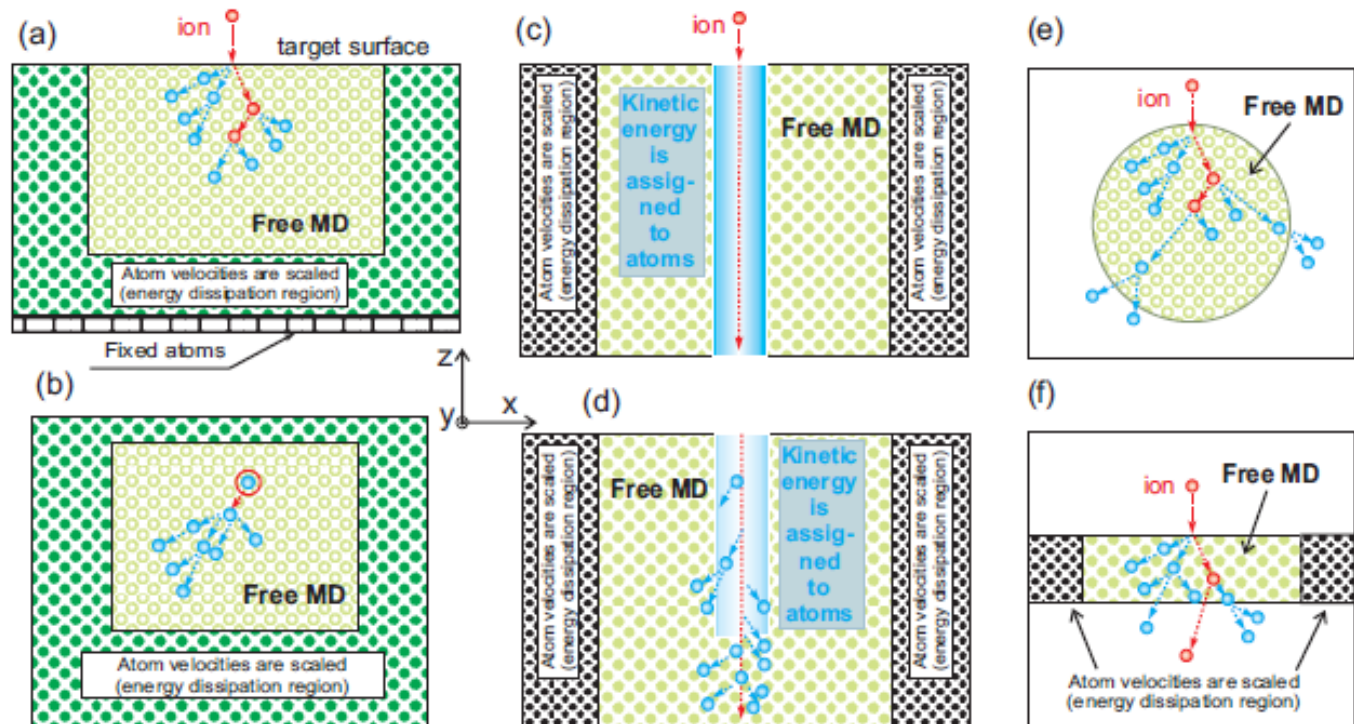 (a)
ion
target surface
Free MD
Atom velocities are scaled
(energy dissipation region)
Fixed atoms
(b)
Free MD
Atom velocities are scaled
(energy dissipation region)
z
y
x
(c)
ion
Atom velocities are scaled
(energy dissipation region)
Kinetic
energy
is
assig-
ned
to
atoms
Free MD
Atom velocities are scaled
(energy dissipation region)
(d)
Atom velocities are scaled
(energy dissipation region)
Free MD
Kinetic
energy
is
assig-
ned
to
atoms
Atom velocities are scaled
(energy dissipation region)
(e)
ion
Free MD
(f)
ion
Free MD
Atom velocities are scaled
(energy dissipation region)